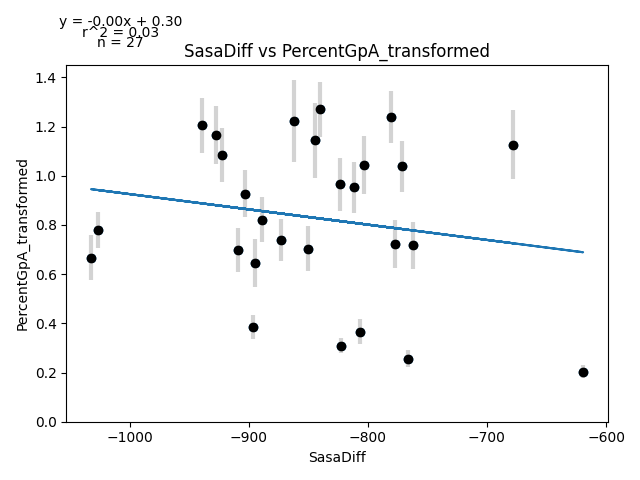 y = -0.00x + 0.30
r^2 = 0.03
n = 27
SasaDiff vs PercentGpA_transformed
1.4
1.2
1.0
0.8
0.6
0.4
0.2
0.0
PercentGpA_transformed
−1000
−900
−800
−700
−600
SasaDiff